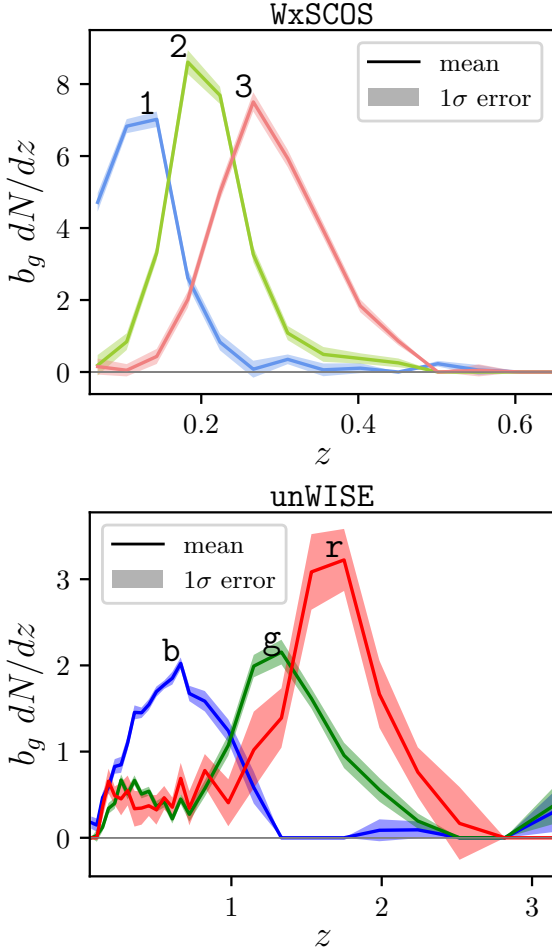 WxSCOS
8
6
4
2
0
b_g dN/dz
1
2
3
mean
1σ error
0.2 0.4 0.6
z
unWISE
3
2
1
0
b_g dN/dz
mean
1σ error
b
g
r
1 2 3
z